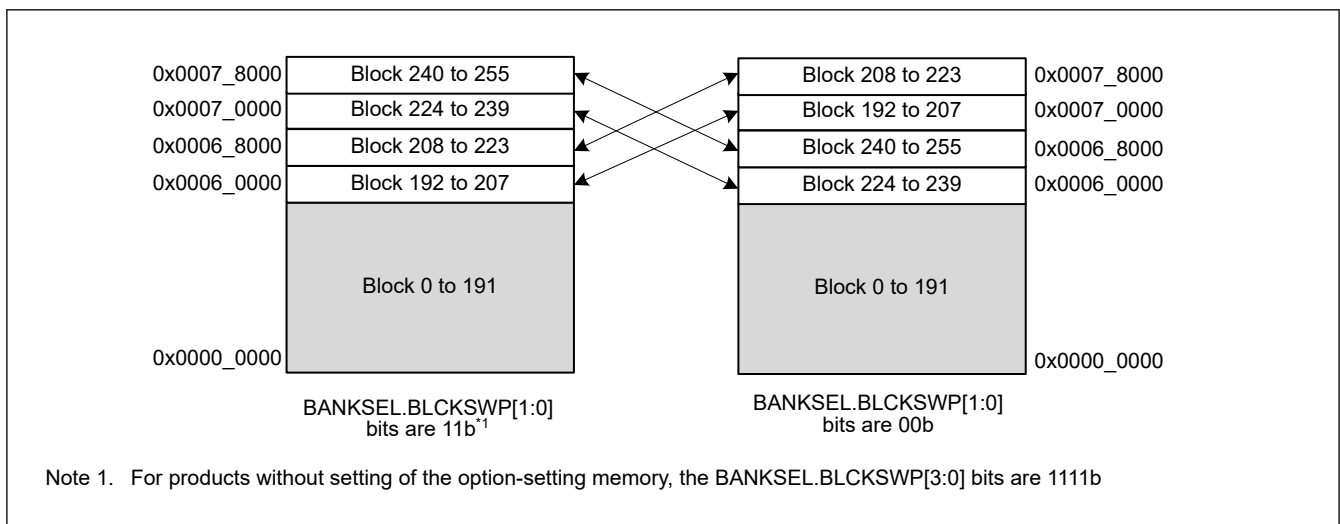 0x0007_8000 Block 240 to 255 Block 208 to 223 0x0007_8000
0x0007_0000 Block 224 to 239 Block 192 to 207 0x0007_0000
0x0006_8000 Block 208 to 223 Block 240 to 255 0x0006_8000
0x0006_0000 Block 192 to 207 Block 224 to 239 0x0006_0000
Block 0 to 191 Block 0 to 191
0x0000_0000 0x0000_0000
BANKSEL.BLCKSWP[1:0] BANKSEL.BLCKSWP[1:0]
bits are 11b*1 bits are 00b
Note 1. For products without setting of the option-setting memory, the BANKSEL.BLCKSWP[3:0] bits are 1111b